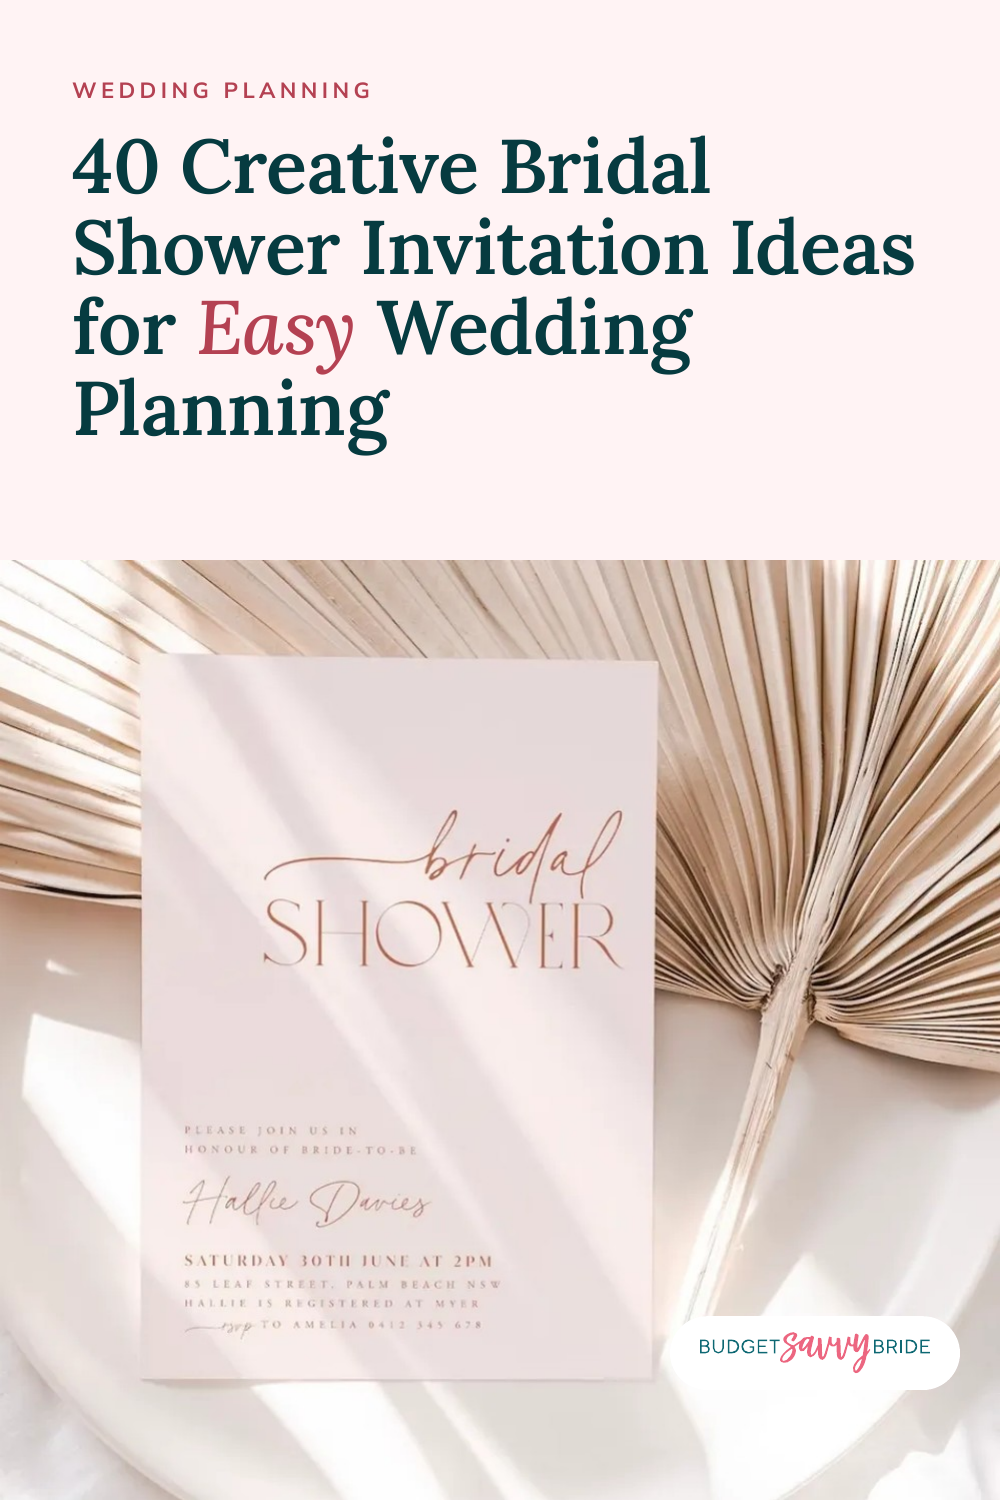 WEDDING PLANNING
40 Creative Bridal
Shower Invitation Ideas
for Easy Wedding
Planning
bridal
SHOWER
PLEASE JOIN US IN
HONOUR OF BRIDE-TO-BE
Hallie Davies
SATURDAY 30TH JUNE AT 2PM
85 LEAF STREET, PALM BEACH NSW
HALLIE IS REGISTERED AT MYER
rsvp TO AMELIA 0412 345 678
BUDGET savvy BRIDE